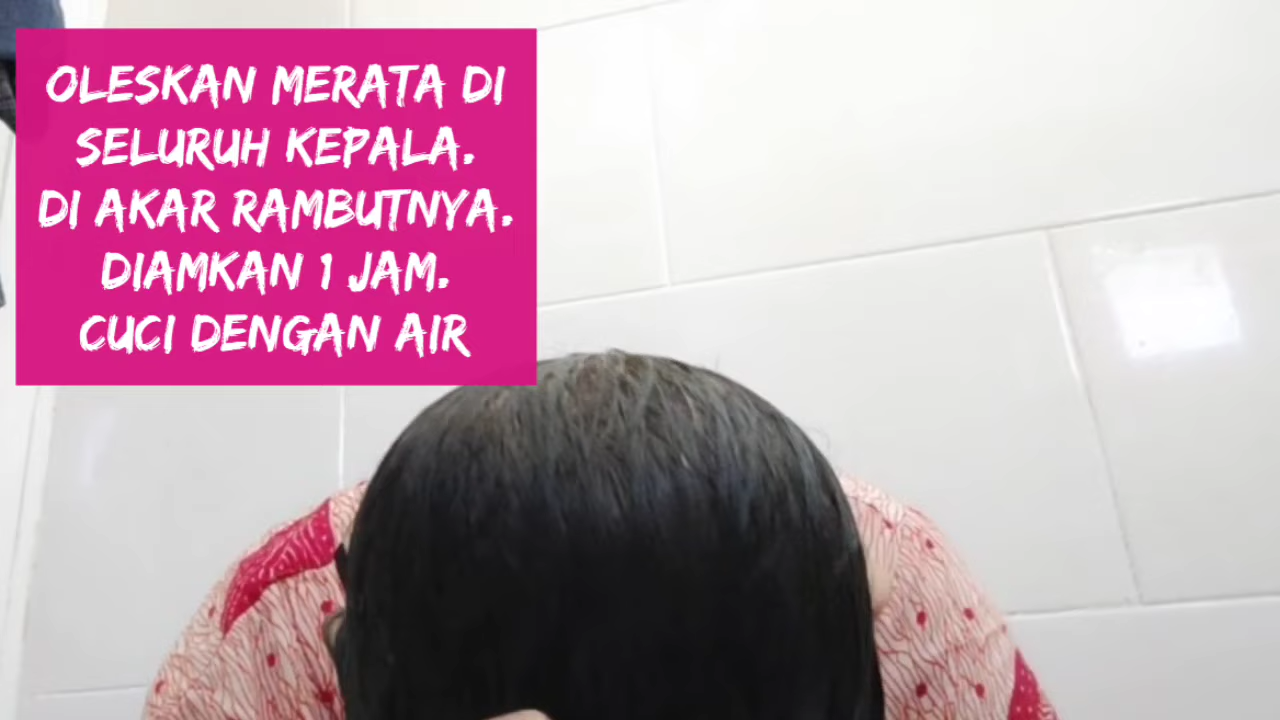 OLESKAN MERATA DI
SELURUH KEPALA.
DI AKAR RAMBUTNYA.
DIAMKAN 1 JAM.
CUCI DENGAN AIR